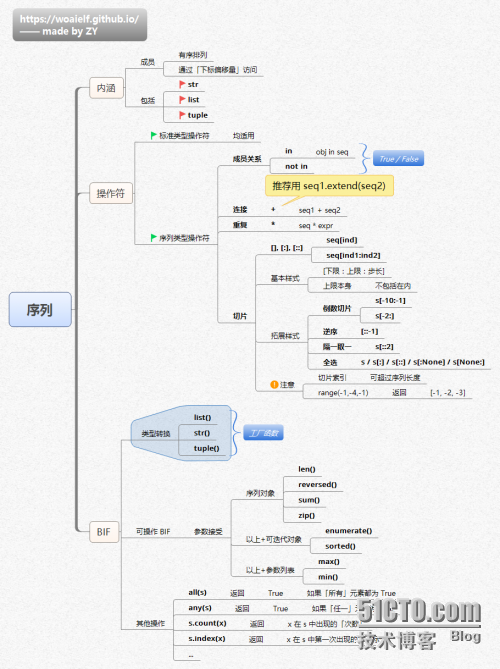 https://woaielf.github.io/
—— made by ZY
序列
内涵
成员
有序排列
通过「下标偏移量」访问
包括
str
list
tuple
操作符
标准类型操作符
均适用
序列类型操作符
成员关系
in
obj in seq
not in
True / False
推荐用 seq1.extend(seq2)
连接
+
seq1 + seq2
重复
*
seq * expr
切片
[], [:], [::]
seq[ind]
seq[ind1:ind2]
基本样式
[下限:上限:步长]
上限本身
不包括在内
拓展样式
倒数切片
s[-10:-1]
s[-2:]
逆序
[::-1]
隔一取一
s[::2]
全选
s / s[:] / s[::] / s[:None] / s[None:]
注意
切片索引
可超过序列长度
range(-1,-4,-1)
返回
[-1, -2, -3]
BIF
类型转换
list()
str()
tuple()
工厂函数
可操作 BIF
参数接受
序列对象
len()
reversed()
sum()
zip()
以上+可迭代对象
enumerate()
sorted()
以上+参数列表
max()
min()
其他操作
all(s)
返回
True
如果「所有」元素都为 True
any(s)
返回
True
如果「任一」元
s.count(x)
返回
x 在 s 中出现的「次数
s.index(x)
返回
x 在 s 中第一次出现的
...
51CTO.com
技术博客
Blog